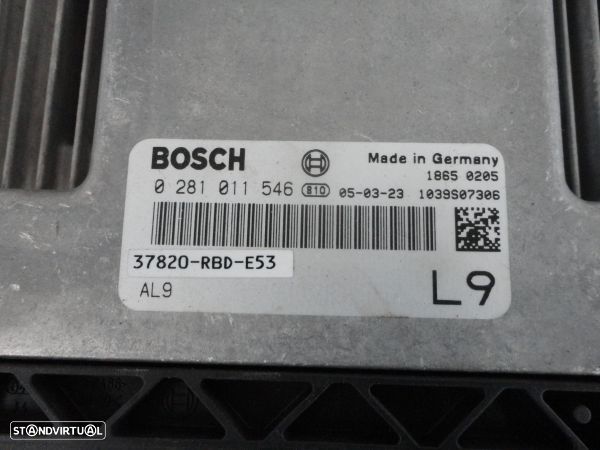 BOSCH
Made in Germany
1865 0205
0 281 011 546 B10 05-03-23 1039S07306
37820-RBD-E53
AL9
L9
STANDVIRTUAL